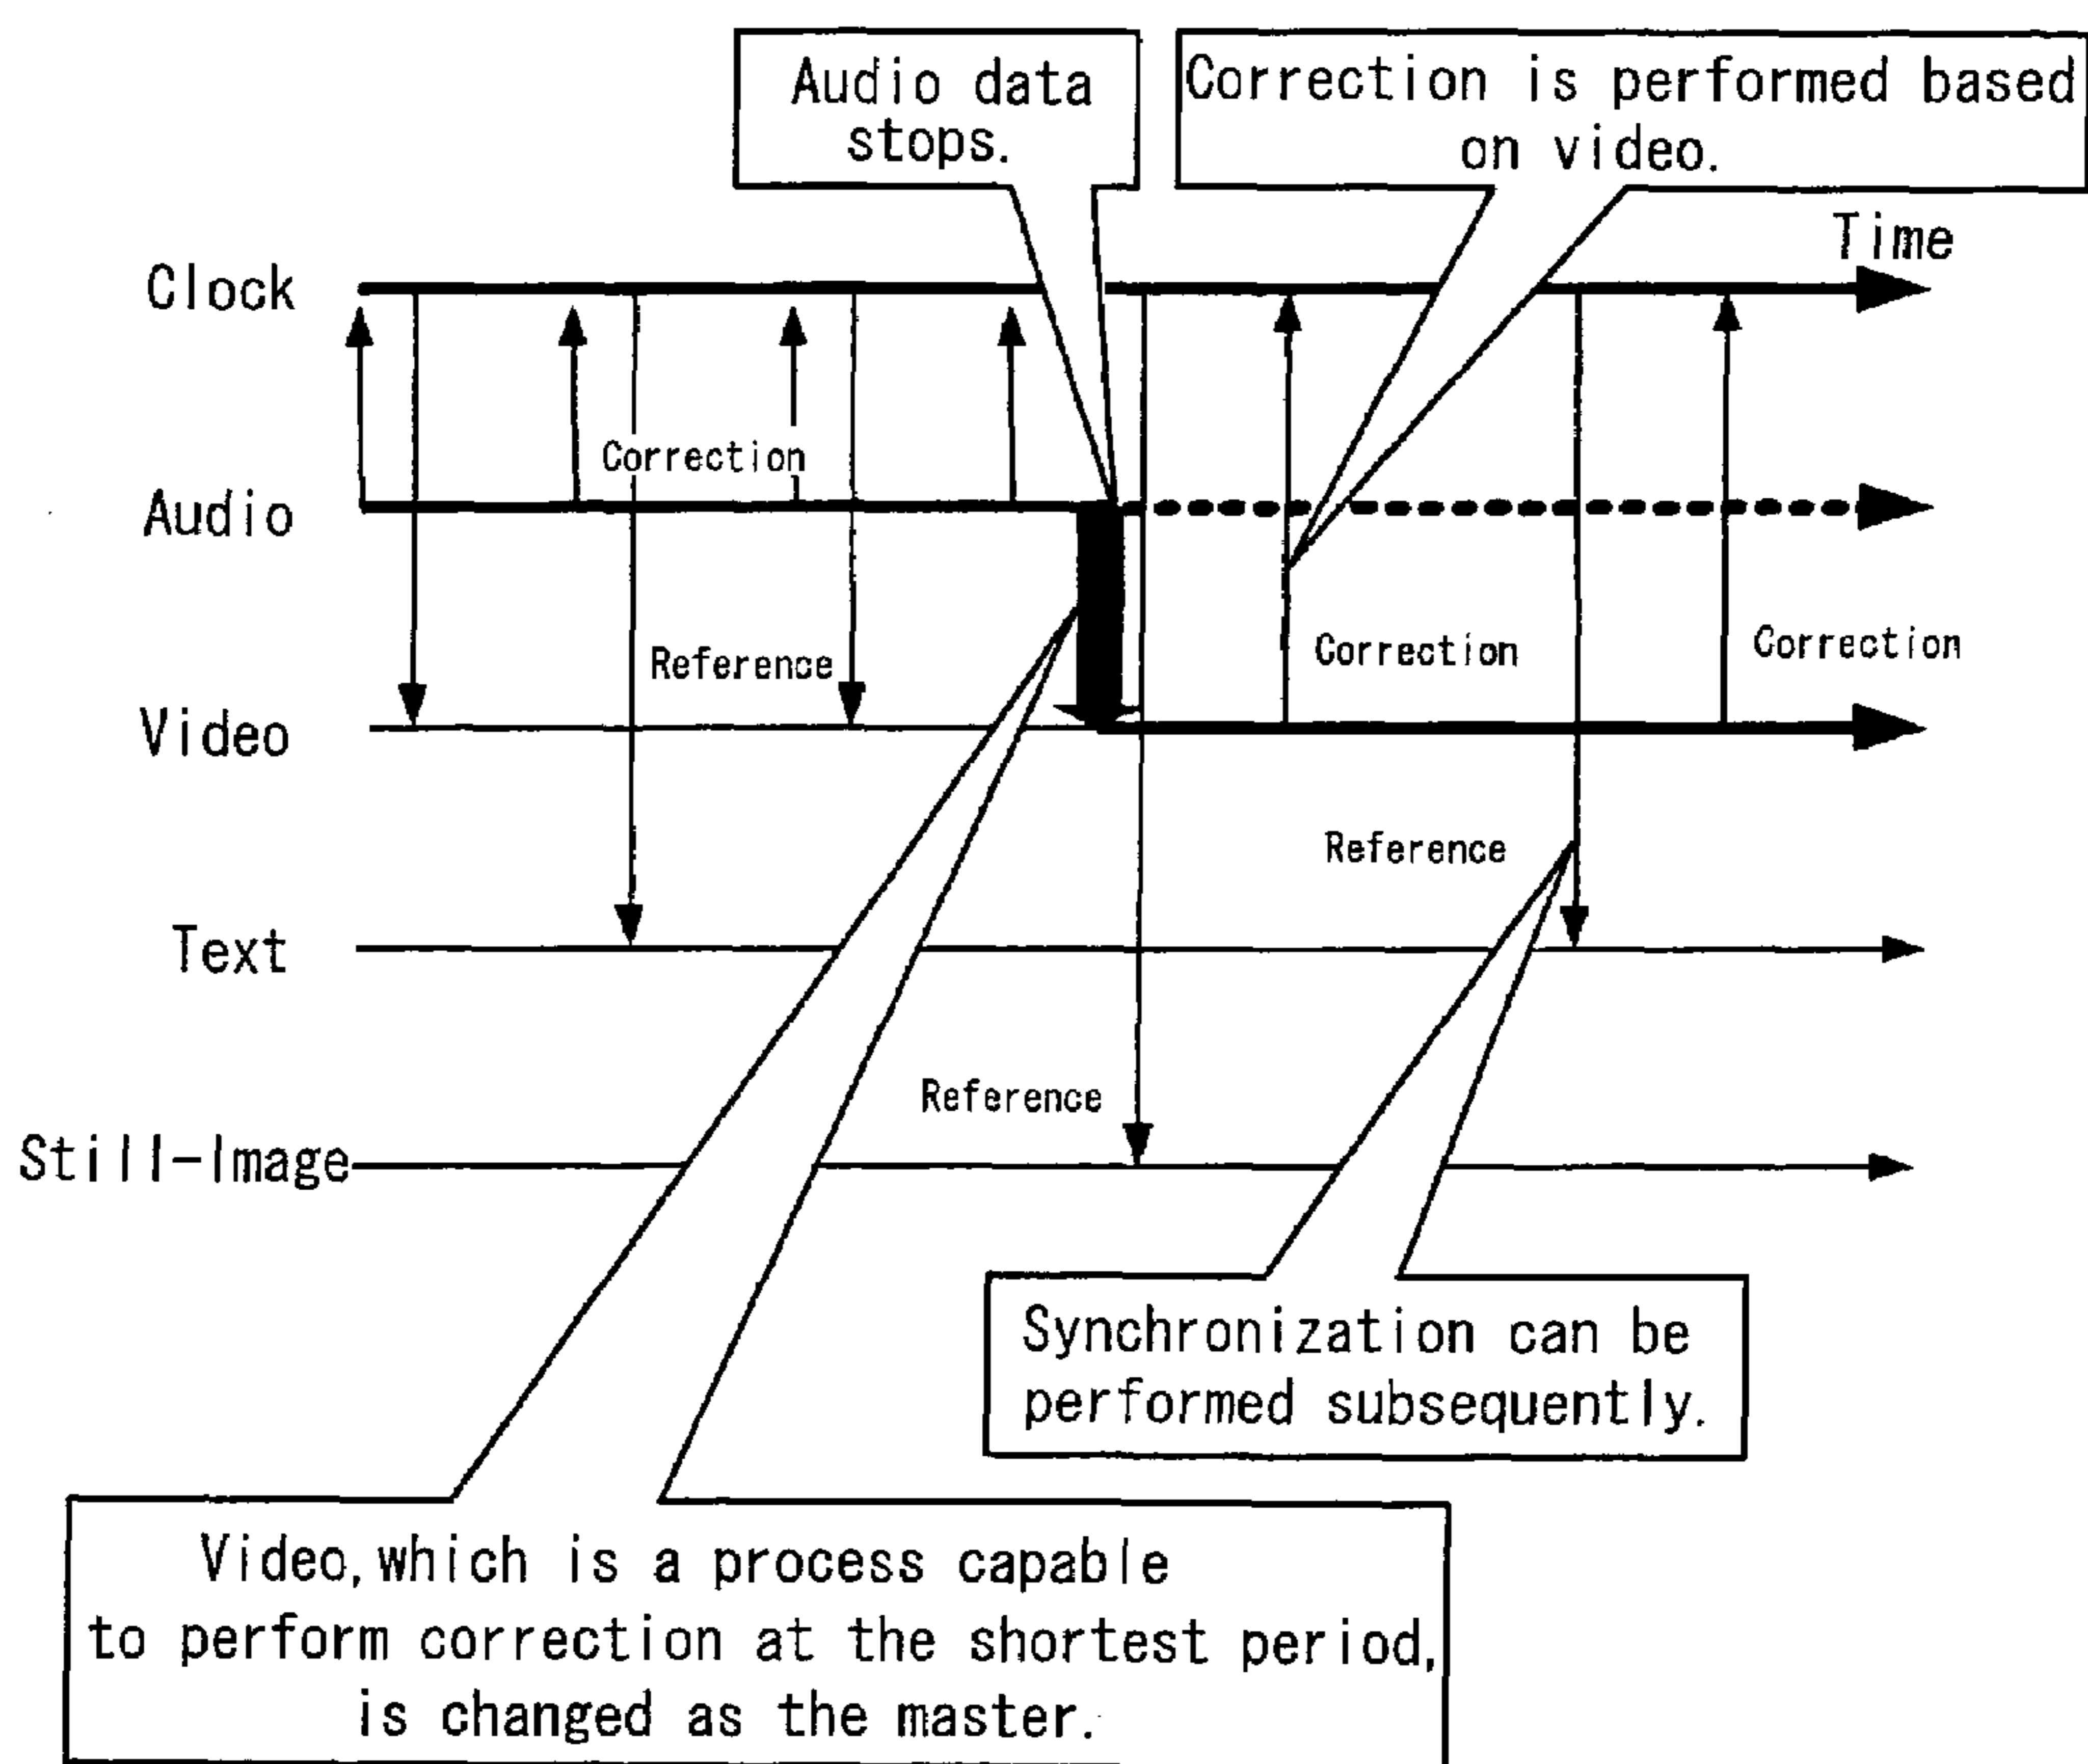 Audio data
stops.
Correction is performed based
on video.
Time
Clock
Correction
Audio
Reference
Correction
Correction
Video
Reference
Text
Reference
Still-Image
Synchronization can be
performed subsequently.
Video, which is a process capable
to perform correction at the shortest period,
is changed as the master.